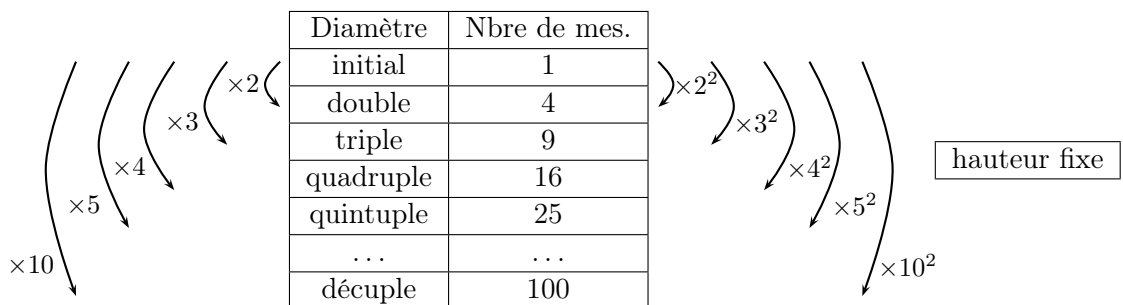 Diamètre Nbre de mes.
initial 1
×2 ×2²
double 4
×3 ×3²
triple 9
hauteur fixe
×4 ×4²
quadruple 16
×5 ×5²
quintuple 25
... ...
×10 ×10²
décuple 100